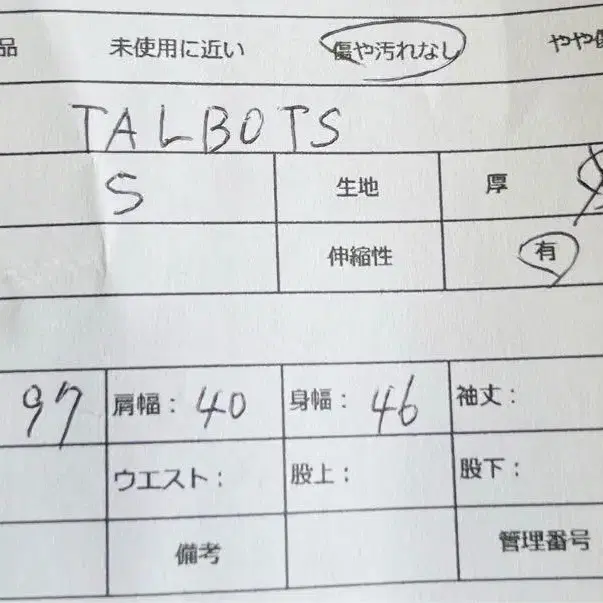 品 未使用に近い 傷や汚れなし やや傷
TALBOTS
S 生地 厚
伸縮性 有
97 肩幅: 40 身幅: 46 袖丈:
ウエスト: 股上: 股下:
備考 管理番号